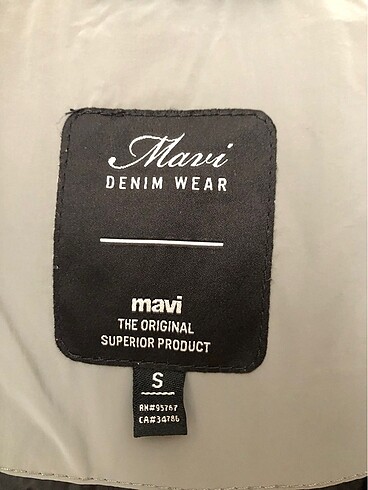 Mavi
DENIM WEAR
mavi
THE ORIGINAL
SUPERIOR PRODUCT
S
RN#95767
CA#34786